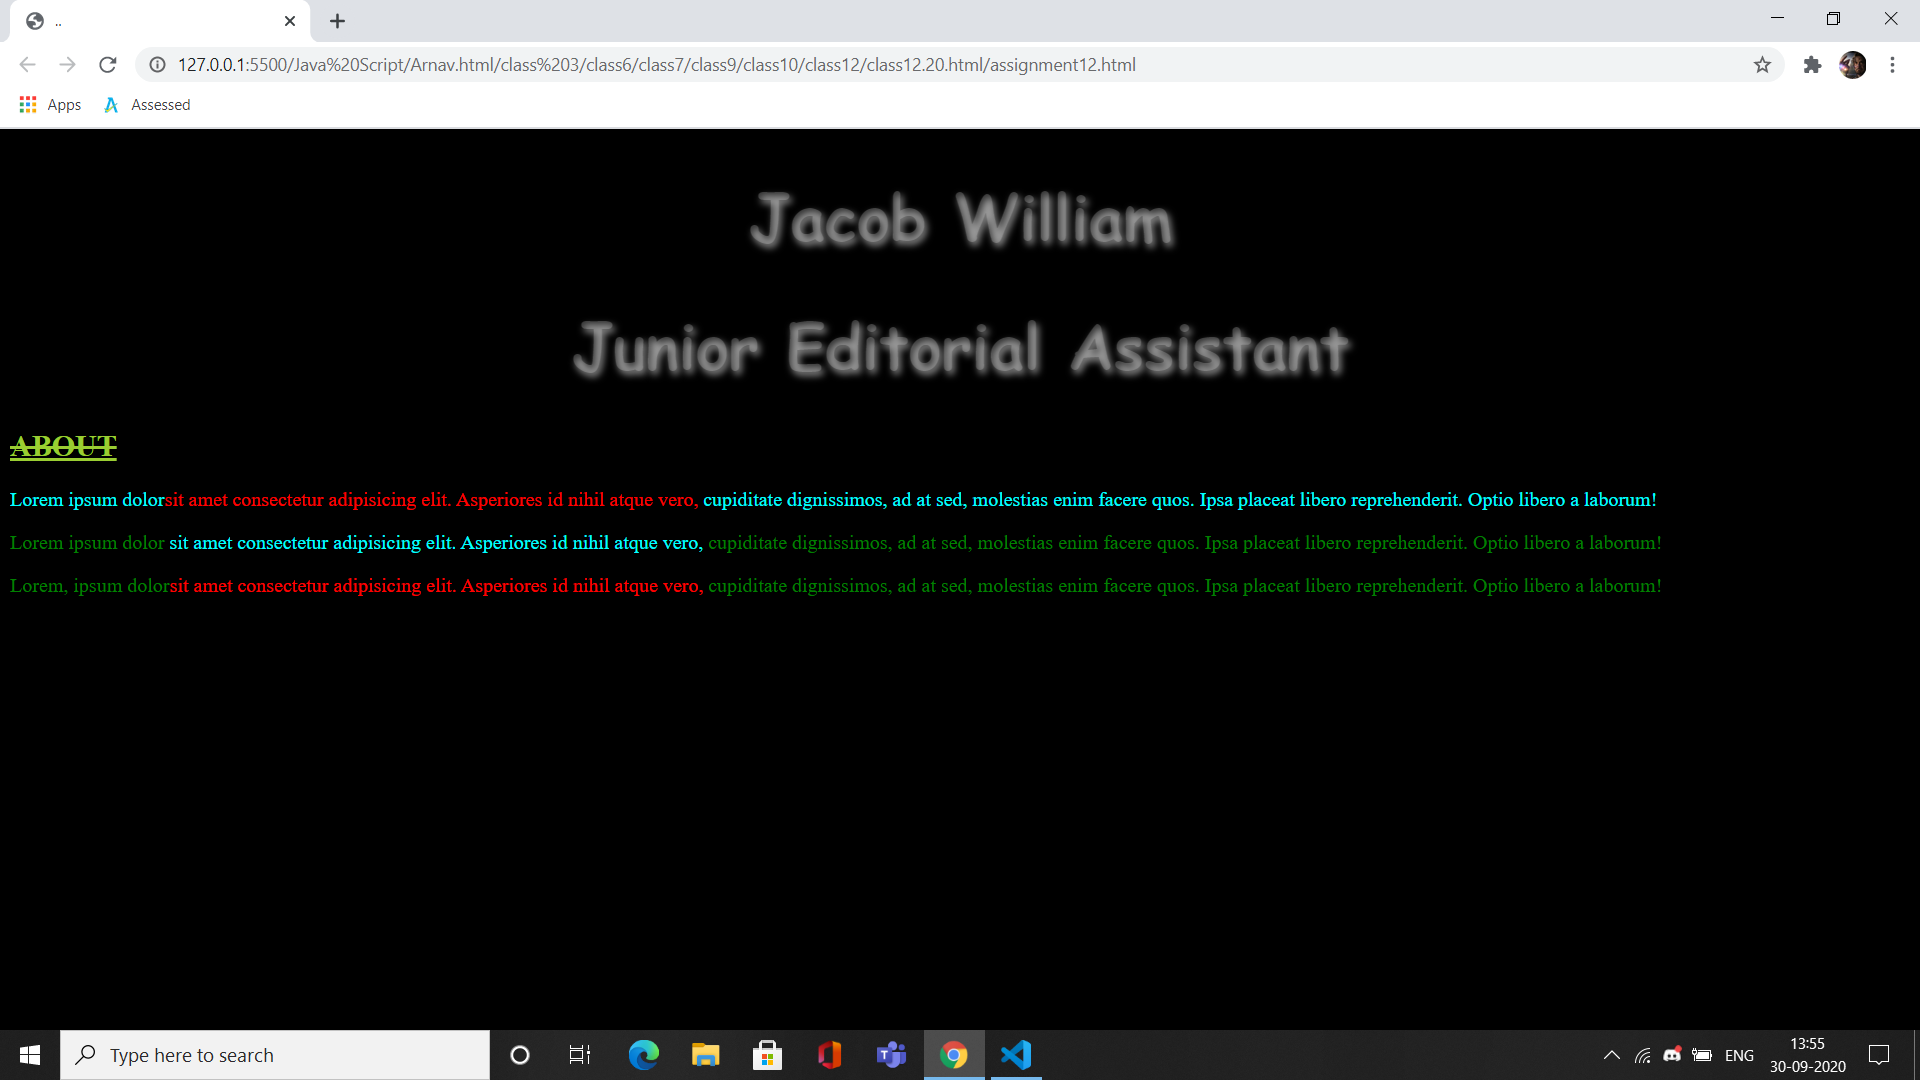 ..
127.0.0.1:5500/Java%20Script/Arnav.html/class%203/class6/class7/class9/class10/class12/class12.20.html/assignment12.html
Apps Assessed
Jacob William
Junior Editorial Assistant
ABOUT
Lorem ipsum dolorsit amet consectetur adipisicing elit. Asperiores id nihil atque vero, cupiditate dignissimos, ad at sed, molestias enim facere quos. Ipsa placeat libero reprehenderit. Optio libero a laborum!
Lorem ipsum dolor sit amet consectetur adipisicing elit. Asperiores id nihil atque vero, cupiditate dignissimos, ad at sed, molestias enim facere quos. Ipsa placeat libero reprehenderit. Optio libero a laborum!
Lorem, ipsum dolorsit amet consectetur adipisicing elit. Asperiores id nihil atque vero, cupiditate dignissimos, ad at sed, molestias enim facere quos. Ipsa placeat libero reprehenderit. Optio libero a laborum!
Type here to search
ENG
13:55
30-09-2020